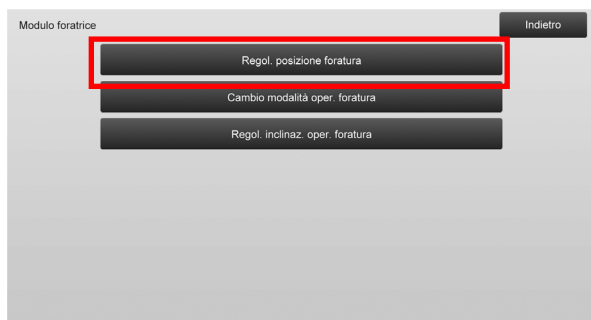 Modulo foratrice
Indietro
Regol. posizione foratura
Cambio modalità oper. foratura
Regol. inclinaz. oper. foratura